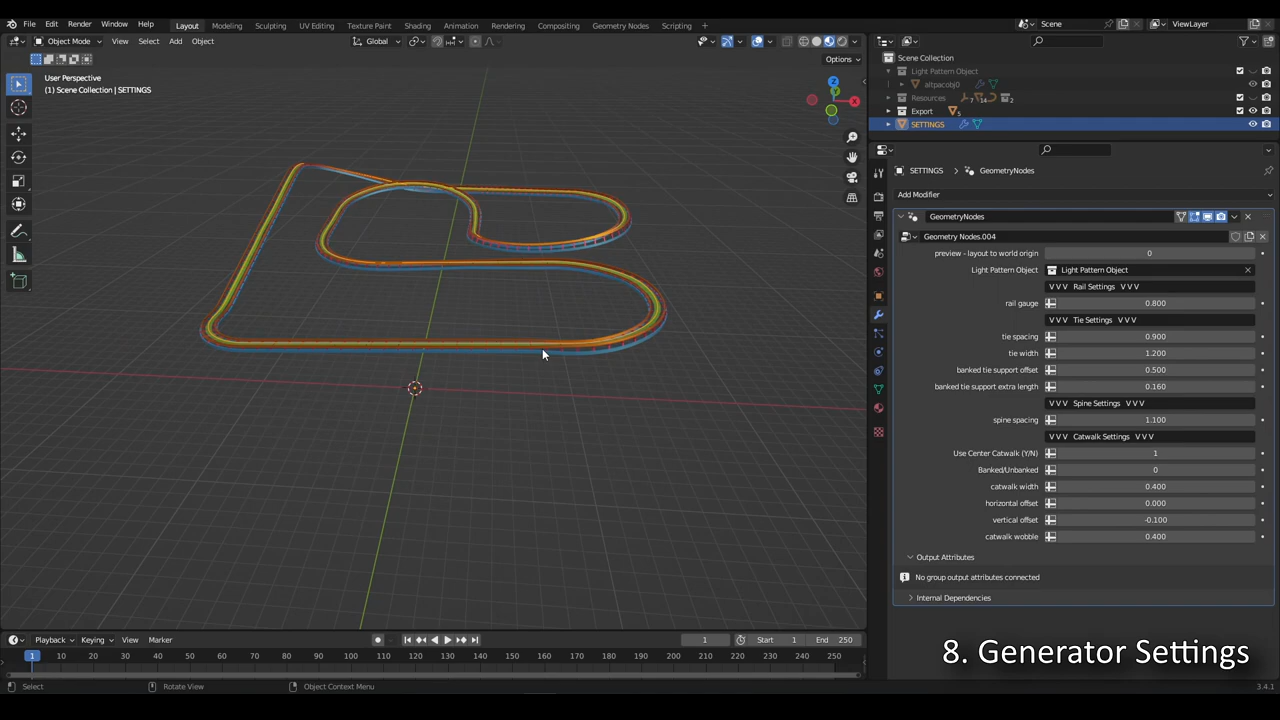 File Edit Render Window Help
Layout Modeling Sculpting UV Editing Texture Paint Shading Animation Rendering Compositing Geometry Nodes Scripting +
Scene
ViewLayer
Object Mode View Select Add Object
Global
Options
User Perspective
(1) Scene Collection | SETTINGS
Z
Y
X
Scene Collection
Light Pattern Object
altpacobj0
Resources 7 14 2
Export 5
SETTINGS
SETTINGS > GeometryNodes
Add Modifier
GeometryNodes
Geometry Nodes.004
preview - layout to world origin 0
Light Pattern Object Light Pattern Object
V V V Rail Settings V V V
rail gauge 0.800
V V V Tie Settings V V V
tie spacing 0.900
tie width 1.200
banked tie support offset 0.500
banked tie support extra length 0.160
V V V Spine Settings V V V
spine spacing 1.100
V V V Catwalk Settings V V V
Use Center Catwalk (Y/N) 1
Banked/Unbanked 0
catwalk width 0.400
horizontal offset 0.000
vertical offset -0.100
catwalk wobble 0.400
Output Attributes
No group output attributes connected
Internal Dependencies
8. Generator Settings
Playback Keying View Marker
1 Start 1 End 250
1 10 20 30 40 50 60 70 80 90 100 110 120 130 140 150 160 170 180 190 200 210 220 230 240 250
Select Rotate View Object Context Menu 3.4.1